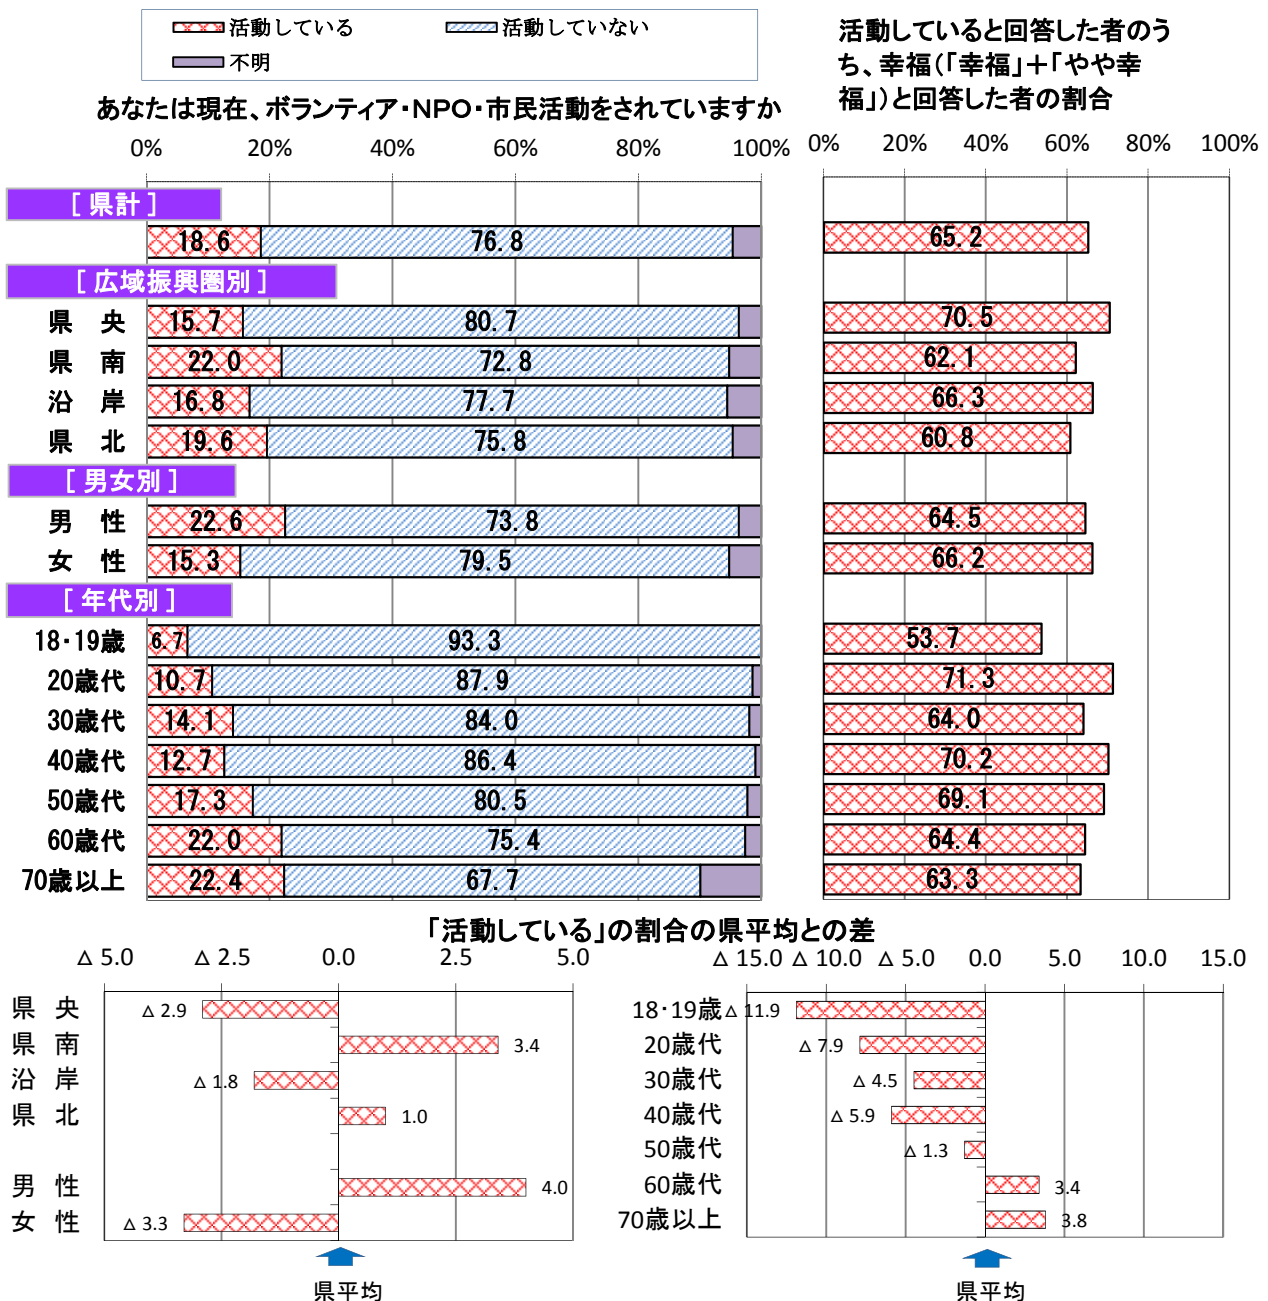 活動している
活動していない
不明
活動していると回答した者のう
ち、幸福(「幸福」+「やや幸
福」)と回答した者の割合
あなたは現在、ボランティア・NPO・市民活動をされていますか
0% 20% 40% 60% 80% 100%
0% 20% 40% 60% 80% 100%
[ 県計 ]
18.6 76.8 65.2
[ 広域振興圏別 ]
県 央 15.7 80.7 70.5
県 南 22.0 72.8 62.1
沿 岸 16.8 77.7 66.3
県 北 19.6 75.8 60.8
[ 男女別 ]
男 性 22.6 73.8 64.5
女 性 15.3 79.5 66.2
[ 年代別 ]
18・19歳 6.7 93.3 53.7
20歳代 10.7 87.9 71.3
30歳代 14.1 84.0 64.0
40歳代 12.7 86.4 70.2
50歳代 17.3 80.5 69.1
60歳代 22.0 75.4 64.4
70歳以上 22.4 67.7 63.3
「活動している」の割合の県平均との差
△ 5.0 △ 2.5 0.0 2.5 5.0
県 央 △ 2.9
県 南 3.4
沿 岸 △ 1.8
県 北 1.0
男 性 4.0
女 性 △ 3.3
県平均
△ 15.0 △ 10.0 △ 5.0 0.0 5.0 10.0 15.0
18・19歳 △ 11.9
20歳代 △ 7.9
30歳代 △ 4.5
40歳代 △ 5.9
50歳代 △ 1.3
60歳代 3.4
70歳以上 3.8
県平均